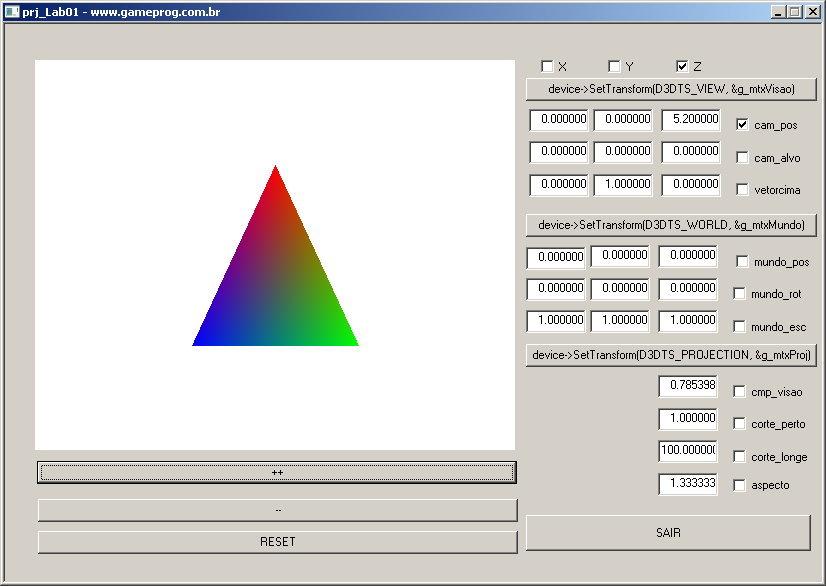 prj_Lab01 - www.gameprog.com.br
X Y Z
device->SetTransform(D3DTS_VIEW, &g_mtxVisao)
0.000000 0.000000 5.200000 cam_pos
0.000000 0.000000 0.000000 cam_alvo
0.000000 1.000000 0.000000 vetorcima
device->SetTransform(D3DTS_WORLD, &g_mtxMundo)
0.000000 0.000000 0.000000 mundo_pos
0.000000 0.000000 0.000000 mundo_rot
1.000000 1.000000 1.000000 mundo_esc
device->SetTransform(D3DTS_PROJECTION, &g_mtxProj)
0.785398 cmp_visao
1.000000 corte_perto
100.000000 corte_longe
1.333333 aspecto
++
--
RESET
SAIR